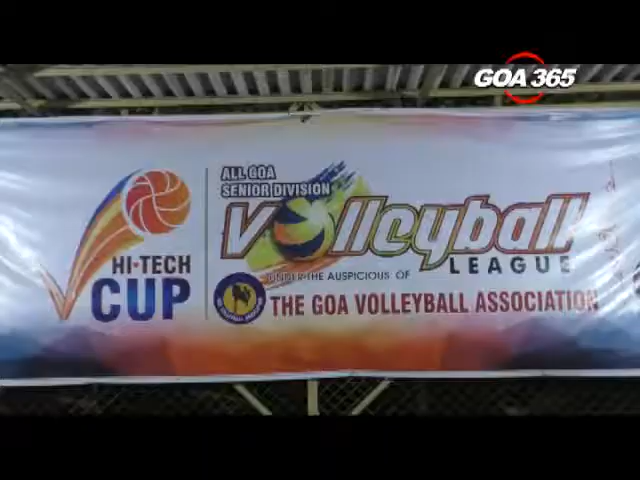 GOA 365
ALL GOA
SENIOR DIVISION
Volleyball
LEAGUE
HI-TECH
CUP
UNDER THE AUSPICIOUS OF
THE GOA VOLLEYBALL ASSOCIATION